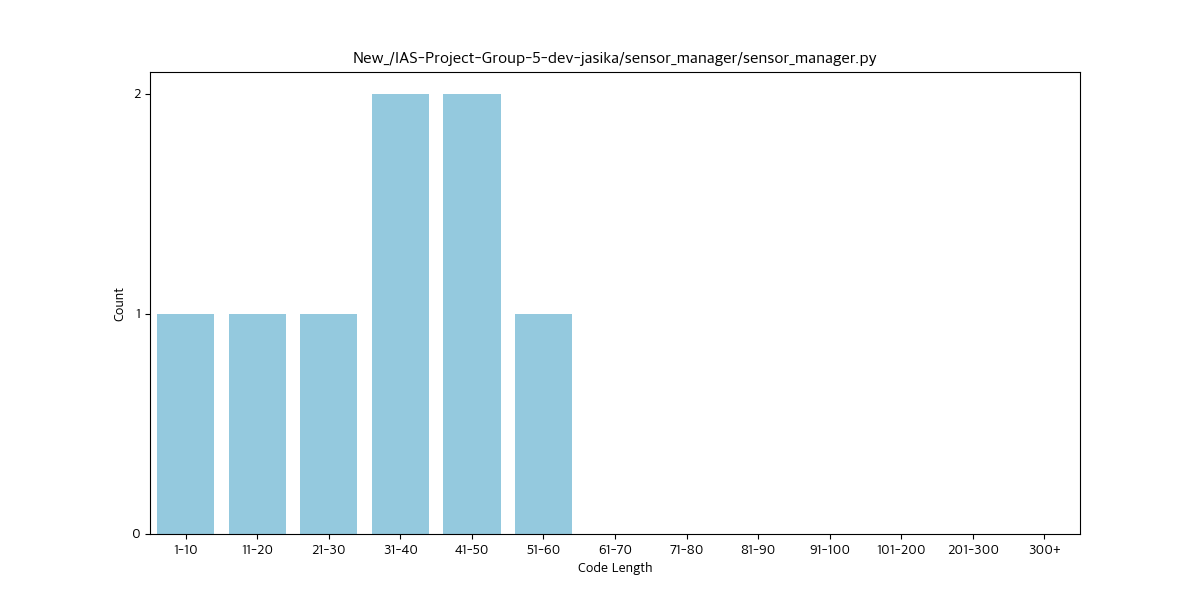 New_/IAS-Project-Group-5-dev-jasika/sensor_manager/sensor_manager.py
2
1
0
Count
1-10 11-20 21-30 31-40 41-50 51-60 61-70 71-80 81-90 91-100 101-200 201-300 300+
Code Length